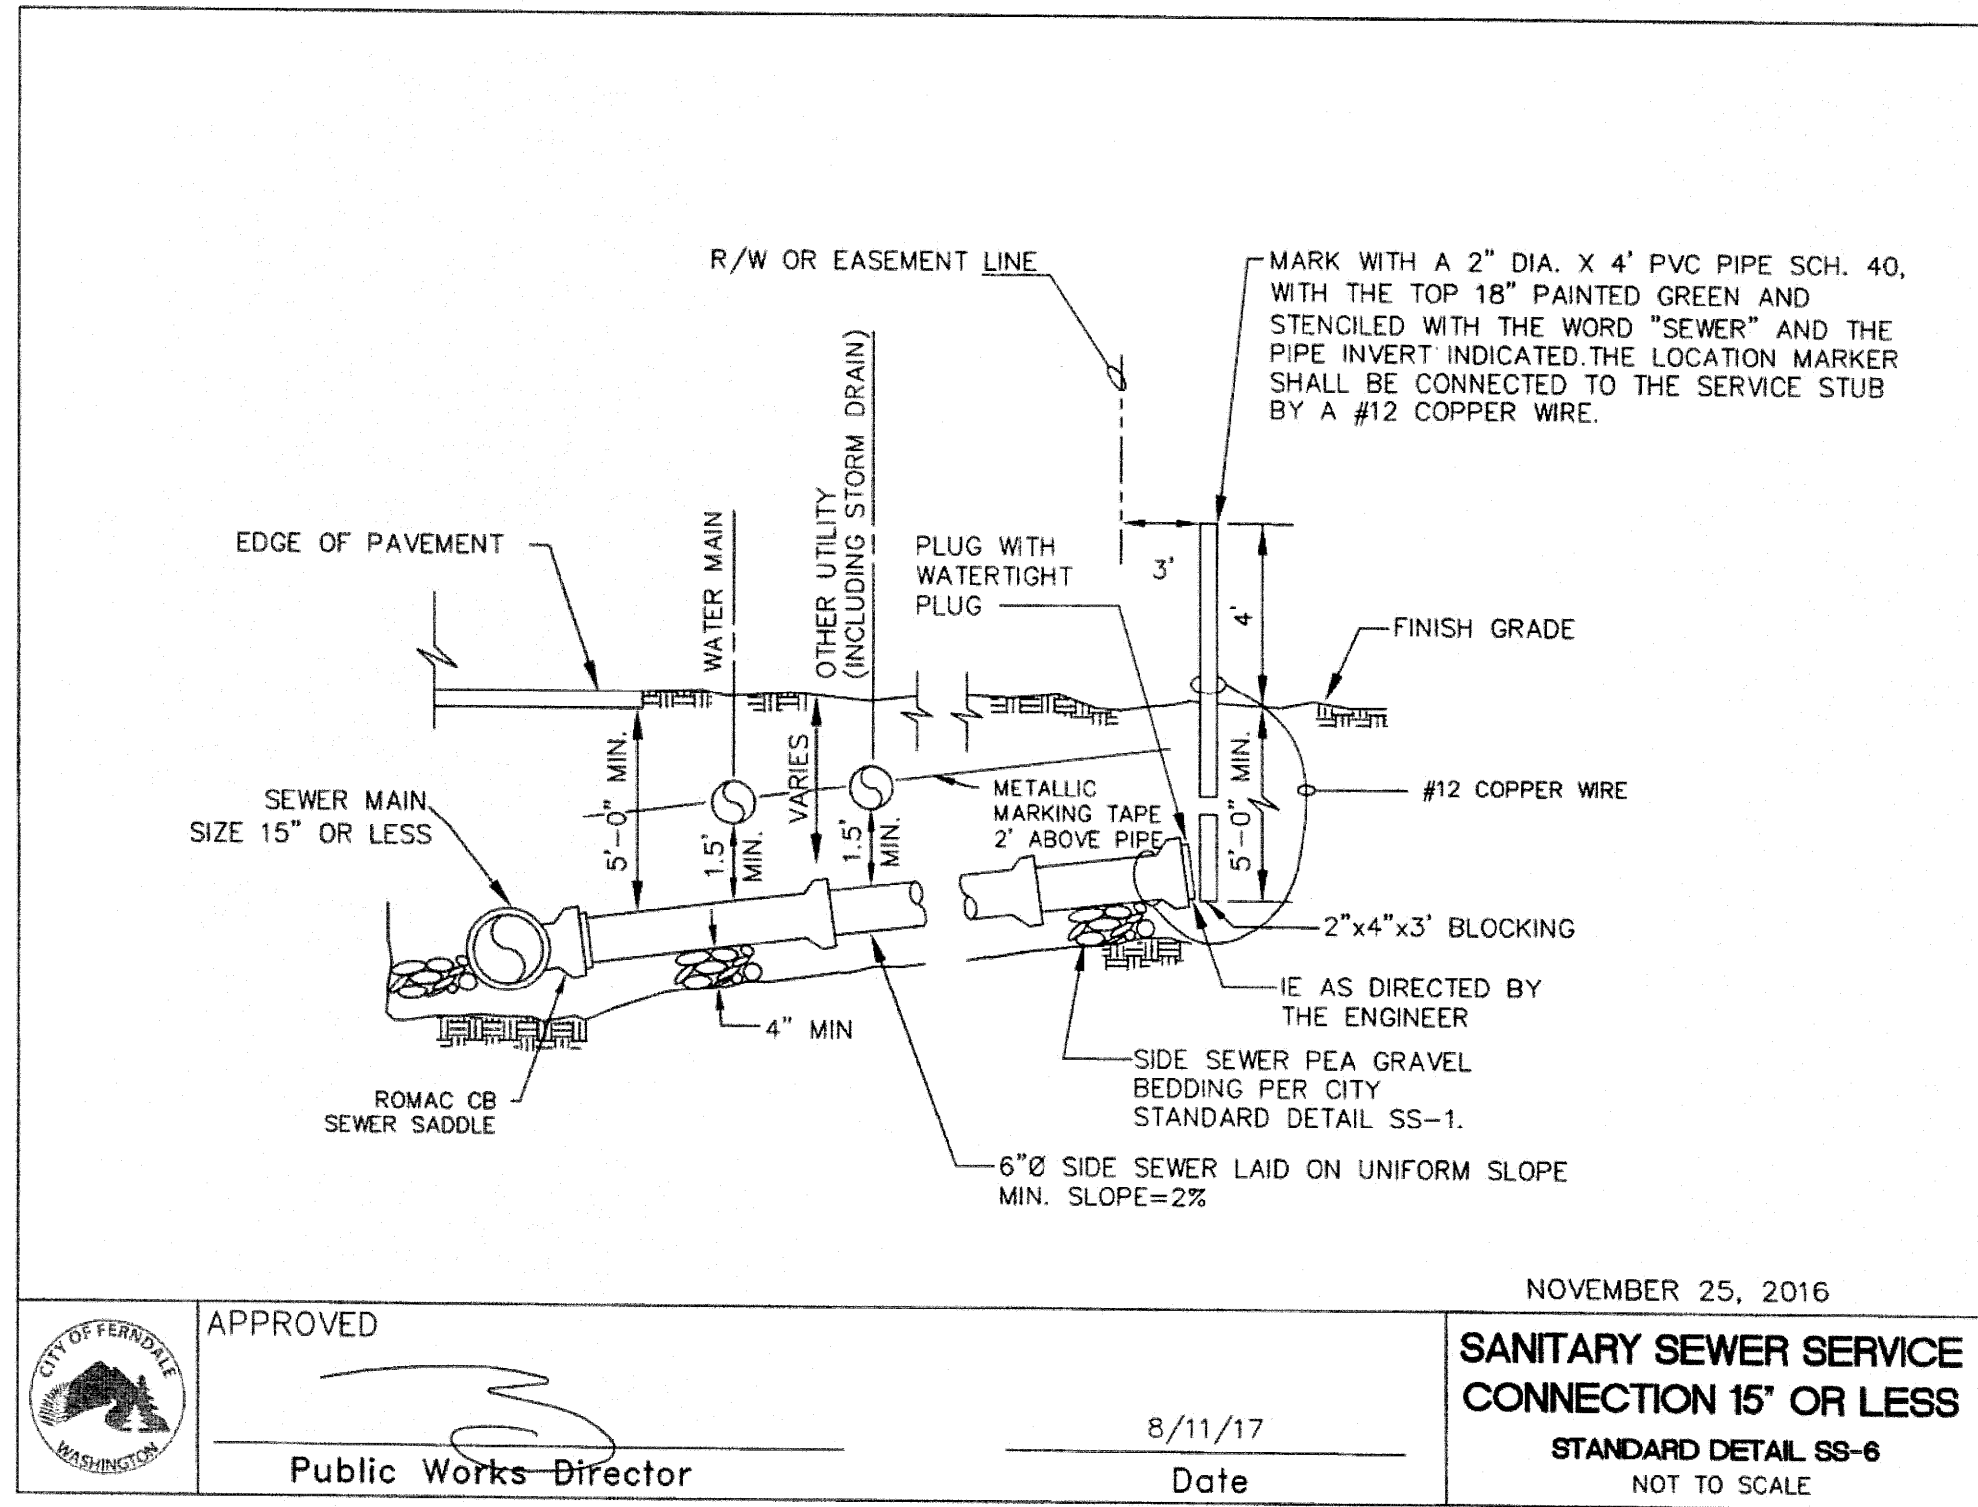 R/W OR EASEMENT LINE
MARK WITH A 2" DIA. X 4' PVC PIPE SCH. 40,
WITH THE TOP 18" PAINTED GREEN AND
STENCILED WITH THE WORD "SEWER" AND THE
PIPE INVERT INDICATED.THE LOCATION MARKER
SHALL BE CONNECTED TO THE SERVICE STUB
BY A #12 COPPER WIRE.
EDGE OF PAVEMENT
WATER MAIN
OTHER UTILITY
(INCLUDING STORM DRAIN)
PLUG WITH
WATERTIGHT
PLUG
3'
4'
FINISH GRADE
SEWER MAIN
SIZE 15" OR LESS
5'-0" MIN.
1.5'
MIN.
VARIES
1.5'
MIN.
METALLIC
MARKING TAPE
2' ABOVE PIPE
5'-0" MIN.
#12 COPPER WIRE
2"x4"x3' BLOCKING
IE AS DIRECTED BY
THE ENGINEER
4" MIN
SIDE SEWER PEA GRAVEL
BEDDING PER CITY
STANDARD DETAIL SS-1.
ROMAC CB
SEWER SADDLE
6"Ø SIDE SEWER LAID ON UNIFORM SLOPE
MIN. SLOPE=2%
NOVEMBER 25, 2016
CITY OF FERNDALE
WASHINGTON
APPROVED
Public Works Director
8/11/17
Date
SANITARY SEWER SERVICE
CONNECTION 15" OR LESS
STANDARD DETAIL SS-6
NOT TO SCALE